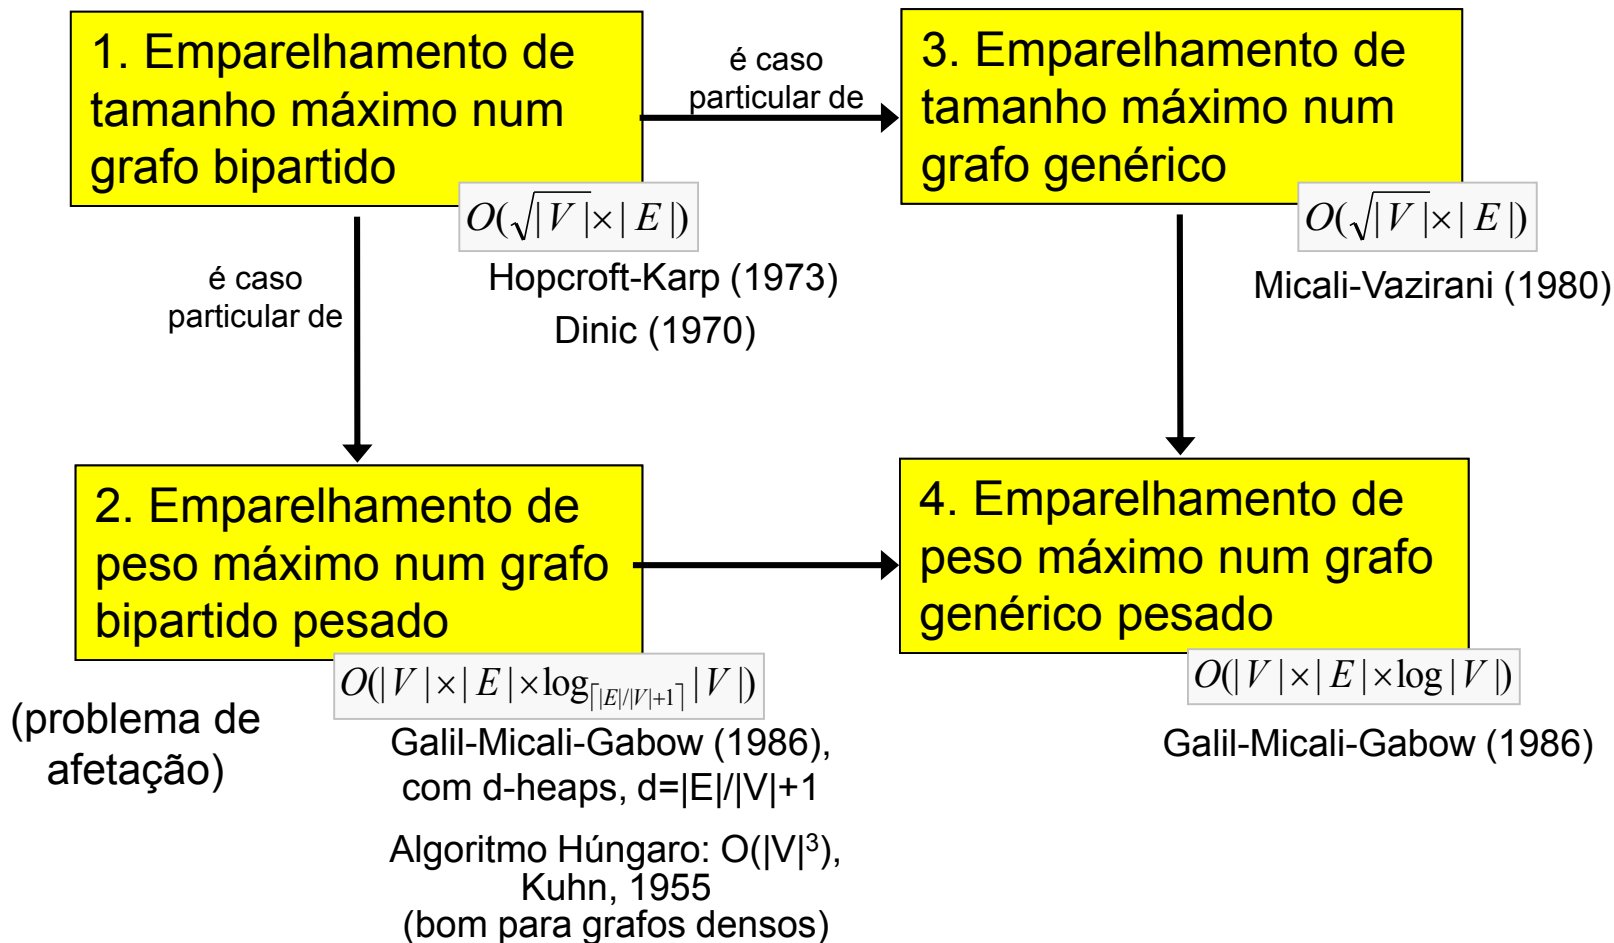 1. Emparelhamento de
tamanho máximo num
grafo bipartido
O(√|V|×|E|)
Hopcroft-Karp (1973)
Dinic (1970)
é caso
particular de
3. Emparelhamento de
tamanho máximo num
grafo genérico
O(√|V|×|E|)
Micali-Vazirani (1980)
é caso
particular de
2. Emparelhamento de
peso máximo num grafo
bipartido pesado
O(|V|×|E|×log⌈|E|/|V|+1⌉|V|)
(problema de
afetação)
Galil-Micali-Gabow (1986),
com d-heaps, d=|E|/|V|+1
Algoritmo Húngaro: O(|V|³),
Kuhn, 1955
(bom para grafos densos)
4. Emparelhamento de
peso máximo num grafo
genérico pesado
O(|V|×|E|×log|V|)
Galil-Micali-Gabow (1986)